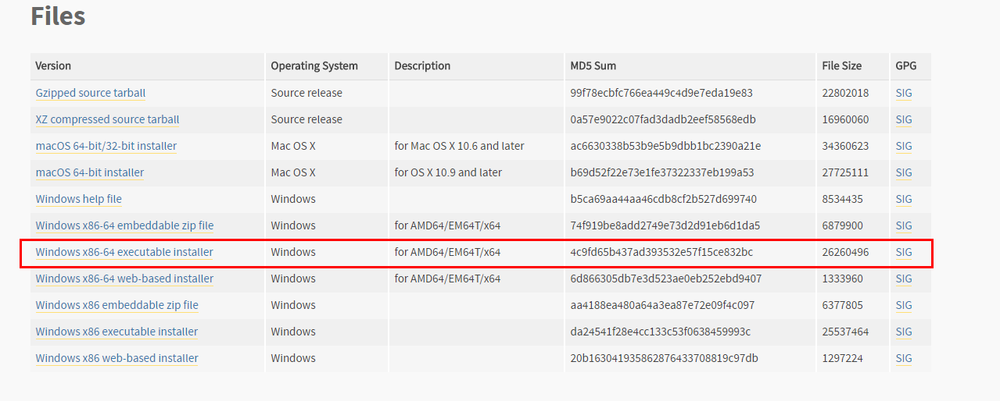 Files
Version Operating System Description MD5 Sum File Size GPG
Gzipped source tarball Source release 99f78ecbfc766ea449c4d9e7eda19e83 22802018 SIG
XZ compressed source tarball Source release 0a57e9022c07fad3dadb2eef58568edb 16960060 SIG
macOS 64-bit/32-bit installer Mac OS X for Mac OS X 10.6 and later ac6630338b53b9e5b9dbb1bc2390a21e 34360623 SIG
macOS 64-bit installer Mac OS X for OS X 10.9 and later b69d52f22e73e1fe37322337eb199a53 27725111 SIG
Windows help file Windows b5ca69aa44aa46cdb8cf2b527d699740 8534435 SIG
Windows x86-64 embeddable zip file Windows for AMD64/EM64T/x64 74f919be8add2749e73d2d91eb6d1da5 6879900 SIG
Windows x86-64 executable installer Windows for AMD64/EM64T/x64 4c9fd65b437ad393532e57f15ce832bc 26260496 SIG
Windows x86-64 web-based installer Windows for AMD64/EM64T/x64 6d866305db7e3d523ae0eb252ebd9407 1333960 SIG
Windows x86 embeddable zip file Windows aa4188ea480a64a3ea87e72e09f4c097 6377805 SIG
Windows x86 executable installer Windows da24541f28e4cc133c53f0638459993c 25537464 SIG
Windows x86 web-based installer Windows 20b163041935862876433708819c97db 1297224 SIG